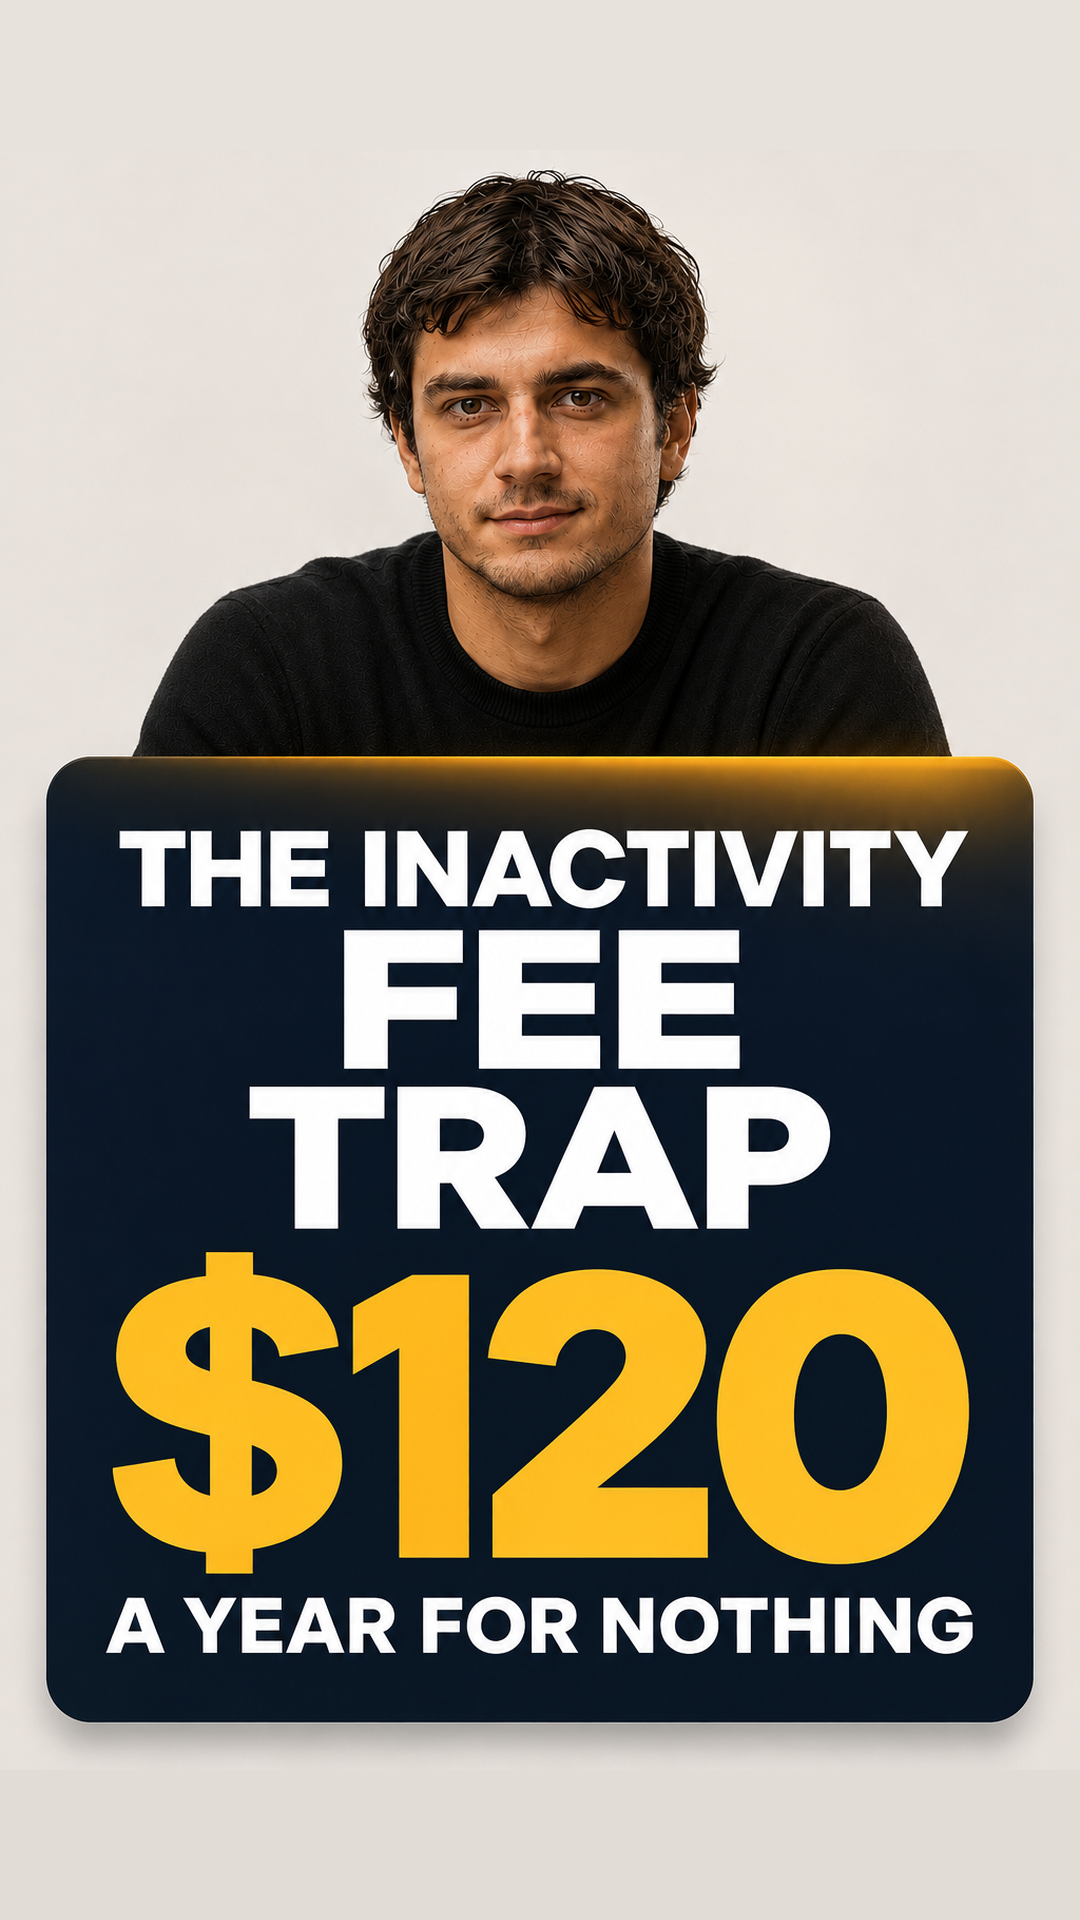 THE INACTIVITY
FEE
TRAP
$120
A YEAR FOR NOTHING